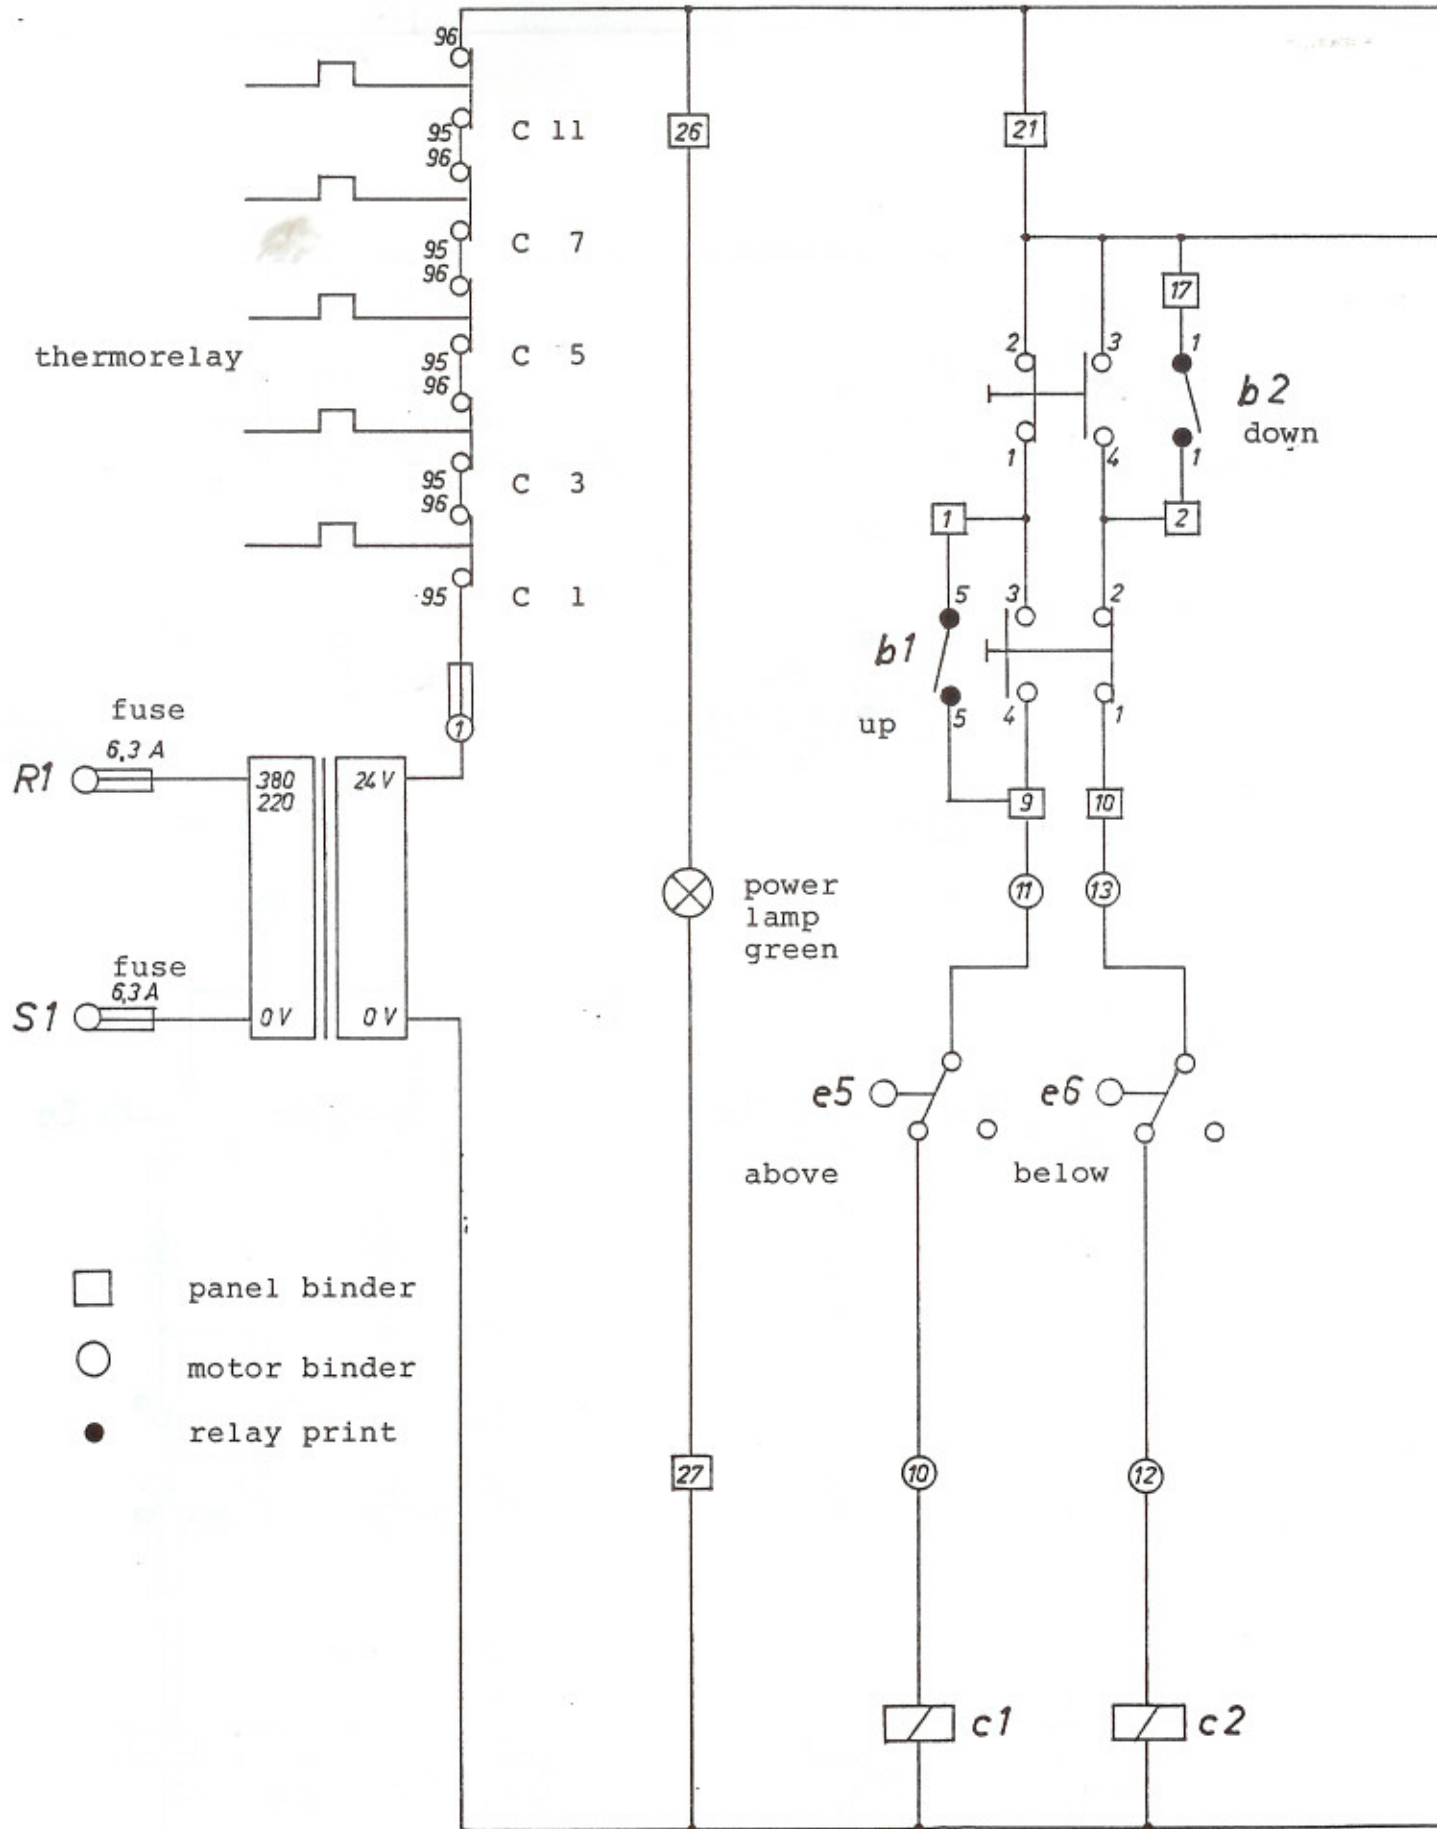 96
C 11
95
96
C 7
95
96
thermorelay
C 5
95
96
C 3
95
96
C 1
95
1
fuse
6,3 A
R1
380
220
24 V
fuse
6,3 A
S1
0 V
0 V
panel binder
motor binder
relay print
26
power
lamp
green
27
21
17
2
3
1
b2
down
1
4
1
1
2
5
3
2
b1
up
5
4
1
9
10
11
13
e5
e6
above
below
10
12
c1
c2